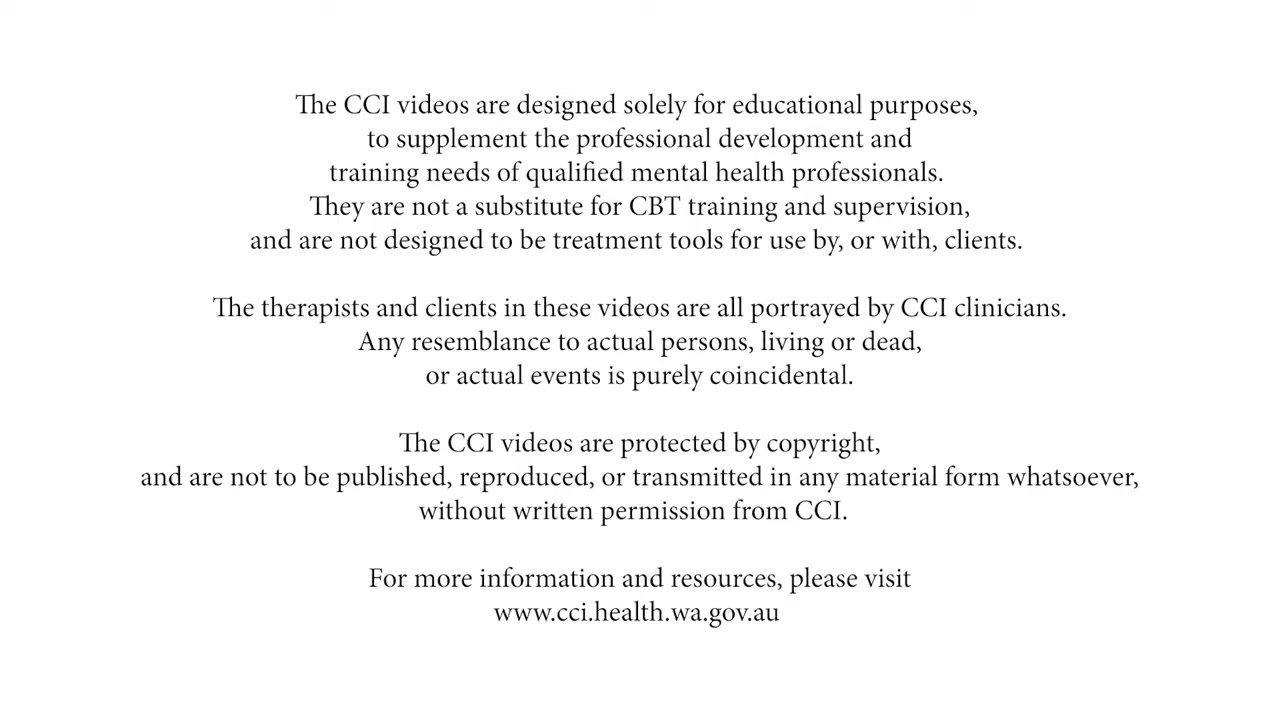 The CCI videos are designed solely for educational purposes,
to supplement the professional development and
training needs of qualified mental health professionals.
They are not a substitute for CBT training and supervision,
and are not designed to be treatment tools for use by, or with, clients.
The therapists and clients in these videos are all portrayed by CCI clinicians.
Any resemblance to actual persons, living or dead,
or actual events is purely coincidental.
The CCI videos are protected by copyright,
and are not to be published, reproduced, or transmitted in any material form whatsoever,
without written permission from CCI.
For more information and resources, please visit
www.cci.health.wa.gov.au